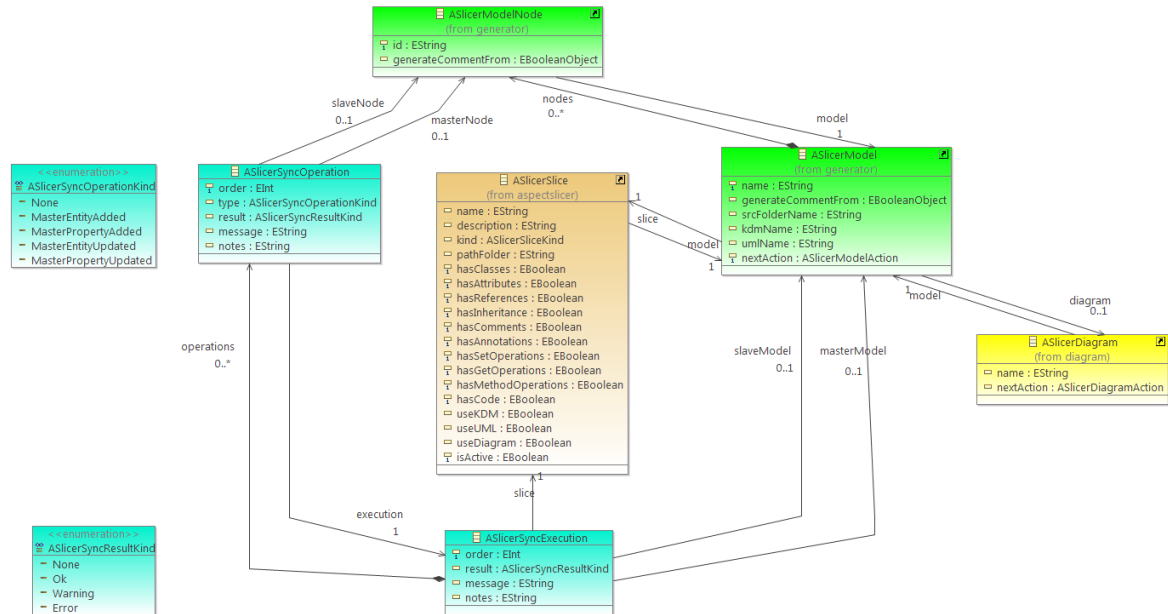 ASlicerModelNode
(from generator)
id : EString
generateCommentFrom : EBooleanObject
slaveNode
0..1
masterNode
0..1
nodes
0..*
model
1
<<enumeration>>
ASlicerSyncOperationKind
None
MasterEntityAdded
MasterPropertyAdded
MasterEntityUpdated
MasterPropertyUpdated
ASlicerSyncOperation
order : EInt
type : ASlicerSyncOperationKind
result : ASlicerSyncResultKind
message : EString
notes : EString
ASlicerSlice
(from aspectslicer)
name : EString
description : EString
kind : ASlicerSliceKind
pathFolder : EString
hasClasses : EBoolean
hasAttributes : EBoolean
hasReferences : EBoolean
hasInheritance : EBoolean
hasComments : EBoolean
hasAnnotations : EBoolean
hasSetOperations : EBoolean
hasGetOperations : EBoolean
hasMethodOperations : EBoolean
hasCode : EBoolean
useKDM : EBoolean
useUML : EBoolean
useDiagram : EBoolean
isActive : EBoolean
1
slice
model
1
ASlicerModel
(from generator)
name : EString
generateCommentFrom : EBooleanObject
srcFolderName : EString
kdmName : EString
umlName : EString
nextAction : ASlicerModelAction
1
model
diagram
0..1
ASlicerDiagram
(from diagram)
name : EString
nextAction : ASlicerDiagramAction
operations
0..*
slaveModel
0..1
masterModel
0..1
1
slice
execution
1
<<enumeration>>
ASlicerSyncResultKind
None
Ok
Warning
Error
ASlicerSyncExecution
order : EInt
result : ASlicerSyncResultKind
message : EString
notes : EString